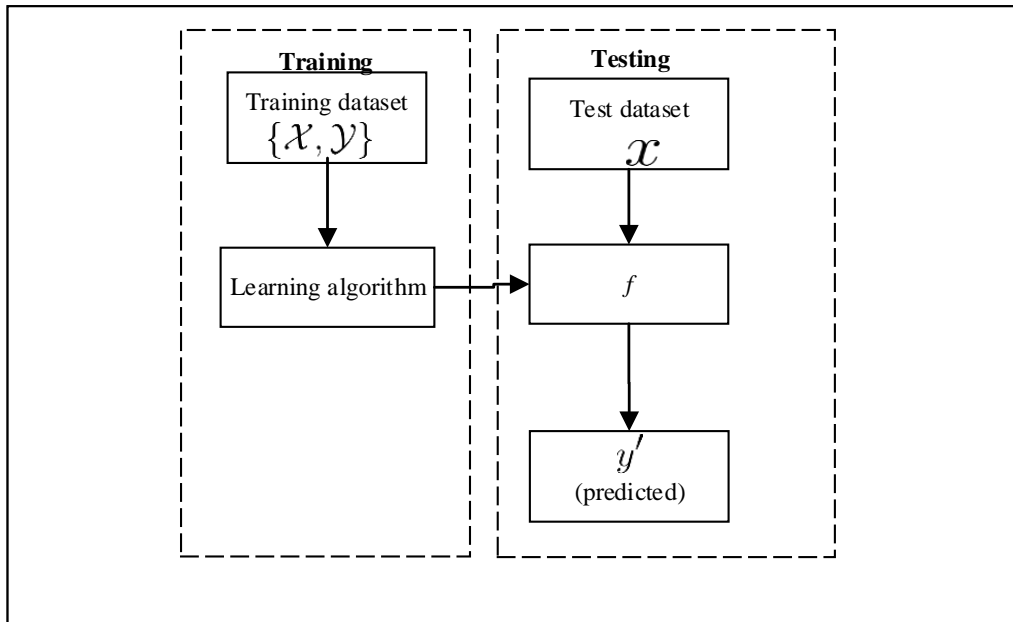 Training
Training dataset
{𝒳, 𝒴}
Learning algorithm
Testing
Test dataset
x
f
y′
(predicted)